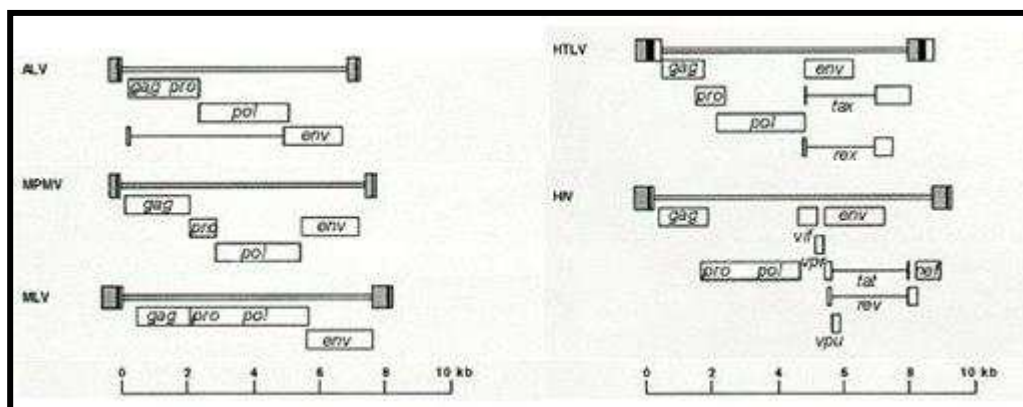 ALV
gag pro
pol
env
MPMV
gag
pro
env
pol
MLV
gag pro pol
env
0 2 4 6 8 10 kb
HTLV
gag env
pro
tax
pol
rex
HIV
gag env
vif
vpr
pro pol nef
tat
rev
vpu
0 2 4 6 8 10 kb